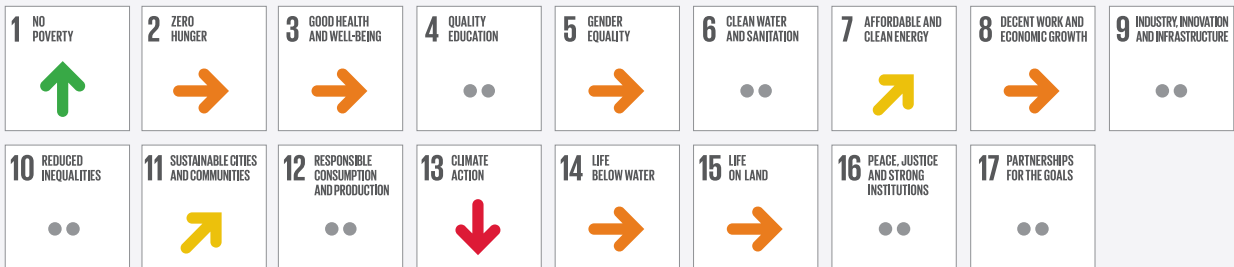 1 NO
POVERTY
2 ZERO
HUNGER
3 GOOD HEALTH
AND WELL-BEING
4 QUALITY
EDUCATION
5 GENDER
EQUALITY
6 CLEAN WATER
AND SANITATION
7 AFFORDABLE AND
CLEAN ENERGY
8 DECENT WORK AND
ECONOMIC GROWTH
9 INDUSTRY, INNOVATION
AND INFRASTRUCTURE
10 REDUCED
INEQUALITIES
11 SUSTAINABLE CITIES
AND COMMUNITIES
12 RESPONSIBLE
CONSUMPTION
AND PRODUCTION
13 CLIMATE
ACTION
14 LIFE
BELOW WATER
15 LIFE
ON LAND
16 PEACE, JUSTICE
AND STRONG
INSTITUTIONS
17 PARTNERSHIPS
FOR THE GOALS